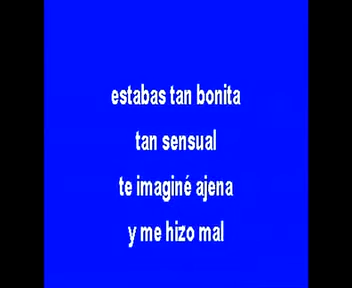 estabas tan bonita
tan sensual
te imaginé ajena
y me hizo mal